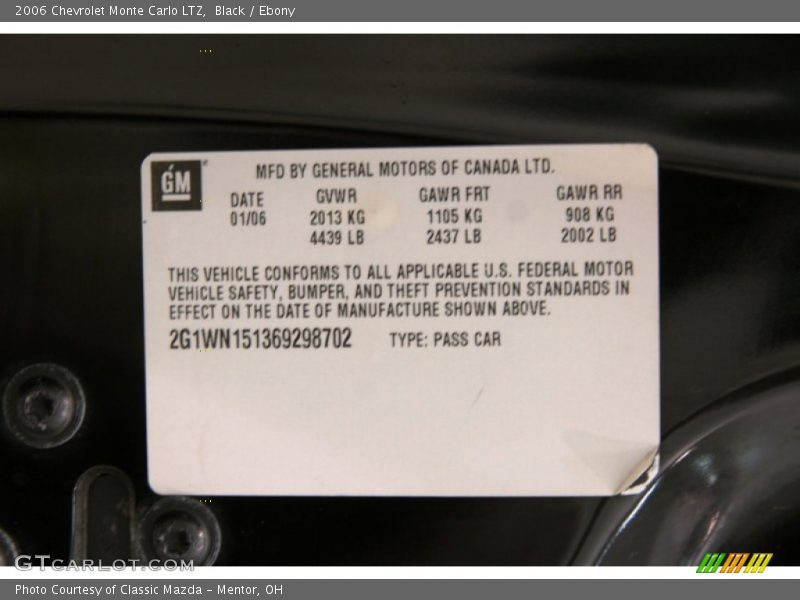 2006 Chevrolet Monte Carlo LTZ, Black / Ebony
GM
MFD BY GENERAL MOTORS OF CANADA LTD.
DATE GVWR GAWR FRT GAWR RR
01/06 2013 KG 1105 KG 908 KG
4439 LB 2437 LB 2002 LB
THIS VEHICLE CONFORMS TO ALL APPLICABLE U.S. FEDERAL MOTOR
VEHICLE SAFETY, BUMPER, AND THEFT PREVENTION STANDARDS IN
EFFECT ON THE DATE OF MANUFACTURE SHOWN ABOVE.
2G1WN151369298702 TYPE: PASS CAR
GTCarLot.com
Photo Courtesy of Classic Mazda - Mentor, OH